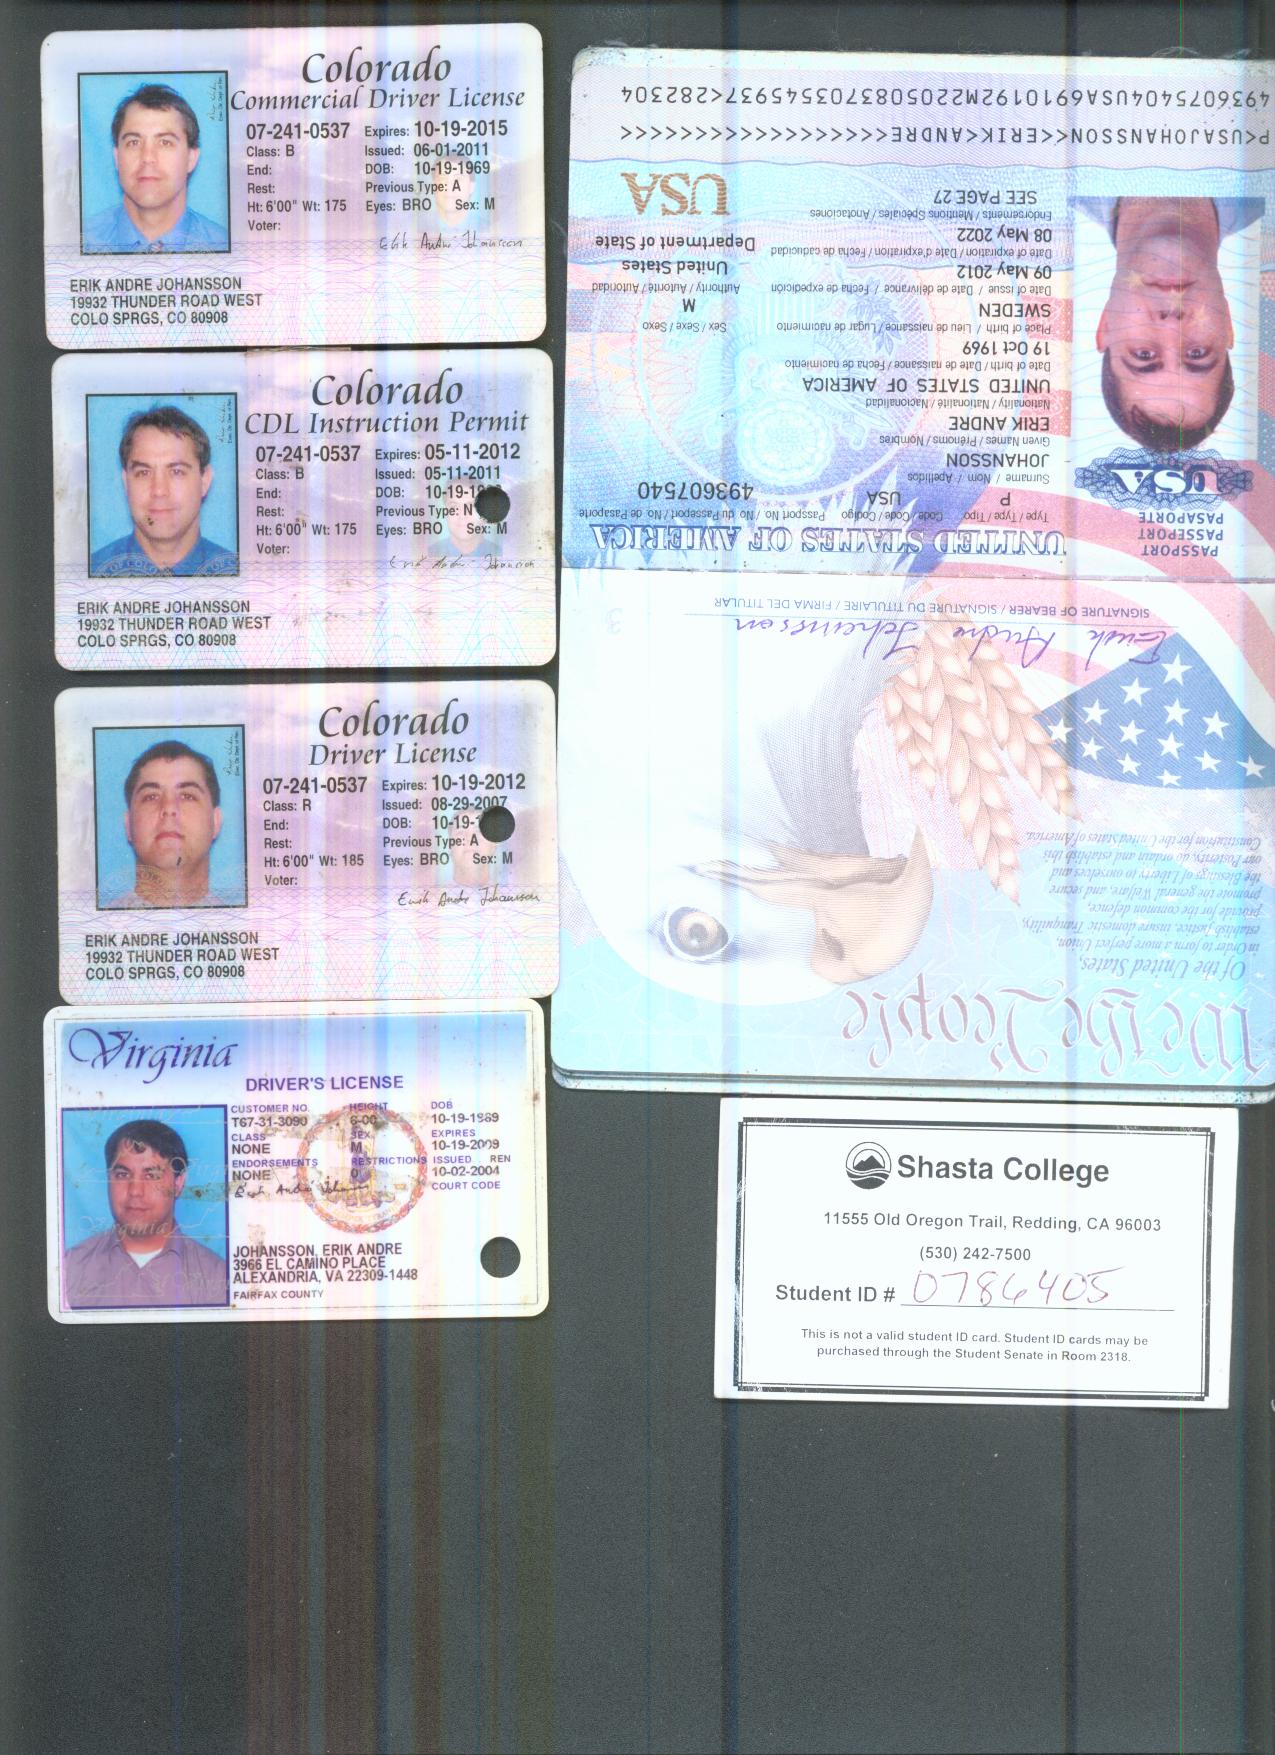 Colorado
Commercial Driver License
07-241-0537 Expires: 10-19-2015
Class: B Issued: 06-01-2011
End: DOB: 10-19-1969
Rest: Previous Type: A
Ht: 6'00" Wt: 175 Eyes: BRO Sex: M
Voter:
Erik André Johansson
ERIK ANDRE JOHANSSON
19932 THUNDER ROAD WEST
COLO SPRGS, CO 80908
Colorado
CDL Instruction Permit
07-241-0537 Expires: 05-11-2012
Class: B Issued: 05-11-2011
End: DOB: 10-19-1
Rest: Previous Type: N
Ht: 6'00" Wt: 175 Eyes: BRO Sex: M
Voter:
Erik Andre Johansson
ERIK ANDRE JOHANSSON
19932 THUNDER ROAD WEST
COLO SPRGS, CO 80908
Colorado
Driver License
07-241-0537 Expires: 10-19-2012
Class: R Issued: 08-29-2007
End: DOB: 10-19-
Rest: Previous Type: A
Ht: 6'00" Wt: 185 Eyes: BRO Sex: M
Voter:
Erik Andre Johansson
ERIK ANDRE JOHANSSON
19932 THUNDER ROAD WEST
COLO SPRGS, CO 80908
Virginia
DRIVER'S LICENSE
CUSTOMER NO. HEIGHT DOB
T67-31-3090 6-00 10-19-1969
CLASS SEX EXPIRES
NONE M 10-19-2009
ENDORSEMENTS RESTRICTIONS ISSUED REN
NONE 0 10-02-2004
COURT CODE
JOHANSSON, ERIK ANDRE
3966 EL CAMINO PLACE
ALEXANDRIA, VA 22309-1448
FAIRFAX COUNTY
We the People
Of the United States,
in Order to form a more perfect Union,
establish Justice, insure domestic Tranquility,
provide for the common defence,
promote the general Welfare, and secure
the Blessings of Liberty to ourselves and
our Posterity, do ordain and establish this
Constitution for the United States of America.
Erik Andre Johansson
SIGNATURE OF BEARER / SIGNATURE DU TITULAIRE / FIRMA DEL TITULAR
3
PASSPORT
PASSEPORT
PASAPORTE
USA
UNITED STATES OF AMERICA
Type / Type / Tipo Code / Code / Codigo Passport No / No. du Passeport / No. de Pasaporte
P USA 493607540
Surname / Nom / Apellidos
JOHANSSON
Given Names / Prénoms / Nombres
ERIK ANDRE
Nationality / Nationalité / Nacionalidad
UNITED STATES OF AMERICA
Date of birth / Date de naissance / Fecha de nacimiento
19 Oct 1969
Place of birth / Lieu de naissance / Lugar de nacimiento Sex / Sexe / Sexo
SWEDEN M
Date of issue / Date de délivrance / Fecha de expedición Authority / Autorité / Autoridad
09 May 2012 United States
Date of expiration / Date d'expiration / Fecha de caducidad Department of State
08 May 2022
Endorsements / Mentions Spéciales / Anotaciones
SEE PAGE 27
USA
P<USAJOHANSSON<<ERIK<ANDRE<<<<<<<<<<<<<<<<<<
4936075404USA6910192M2205083703545937<282304
Shasta College
11555 Old Oregon Trail, Redding, CA 96003
(530) 242-7500
Student ID # 0786405
This is not a valid student ID card. Student ID cards may be
purchased through the Student Senate in Room 2318.